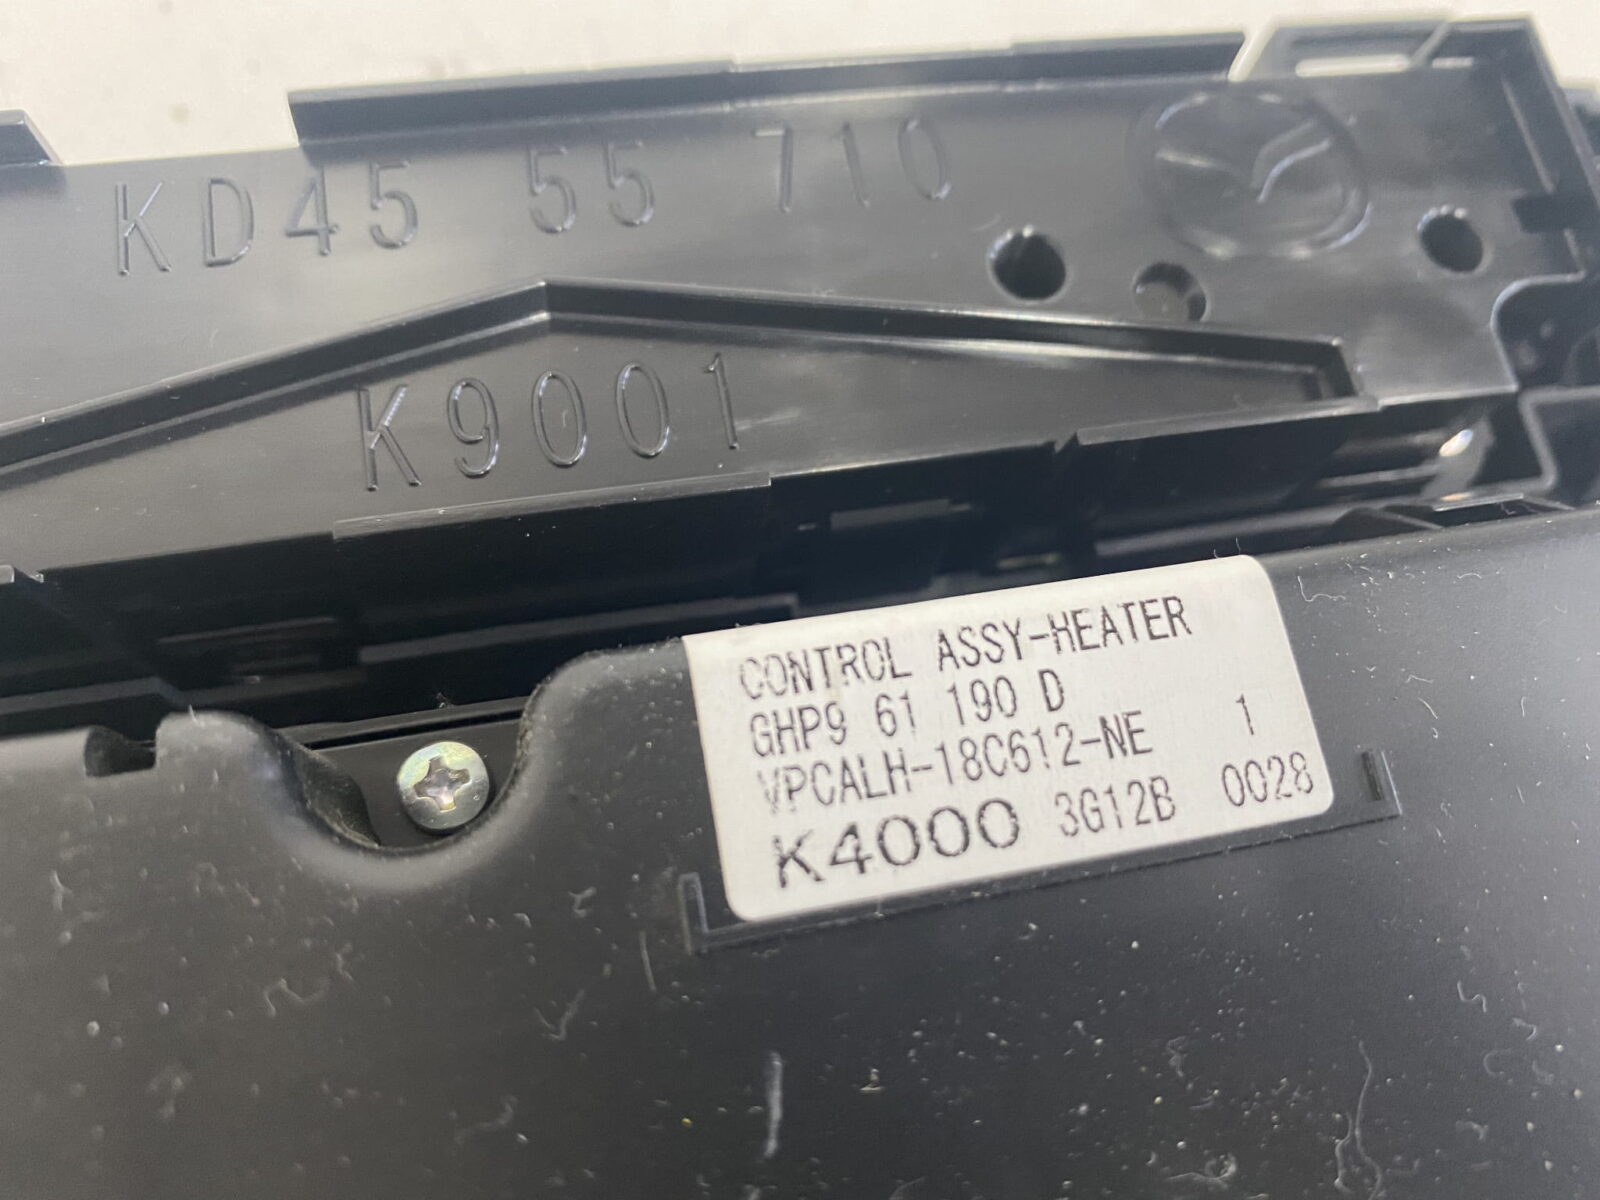 KD45 55 710
K9001
CONTROL ASSY-HEATER
GHP9 61 190 D
VPCALH-18C612-NE 1
K4000 3G12B 0028